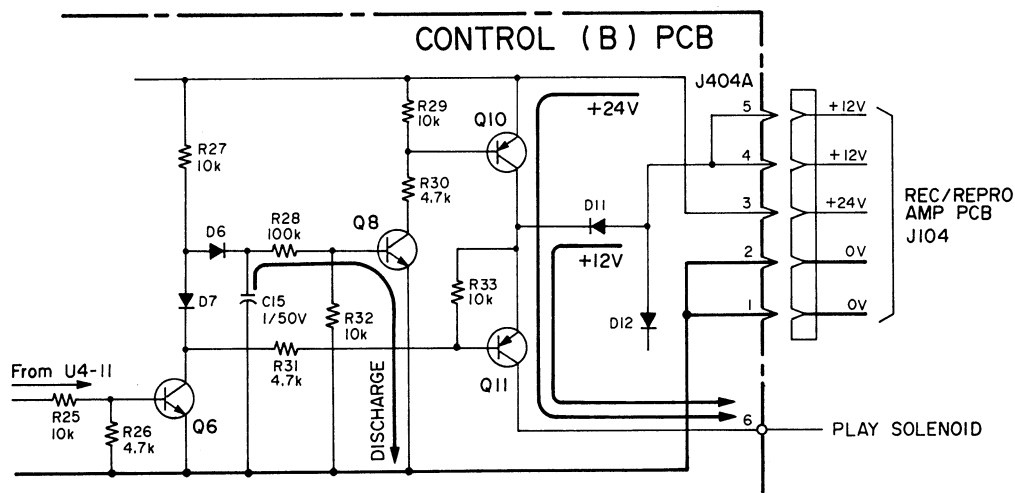 CONTROL (B) PCB
J404A
R29
10k
Q10
+24V
5
+12V
R27
10k
4
+12V
R30
4.7k
REC/REPRO
AMP PCB
J104
D11
3
+24V
D6
R28
100k
Q8
+12V
2
0V
D7
C15
1/50V
R33
10k
1
0V
R32
10k
D12
R31
4.7k
From U4-11
Q11
DISCHARGE
R25
10k
R26
4.7k
Q6
6
PLAY SOLENOID